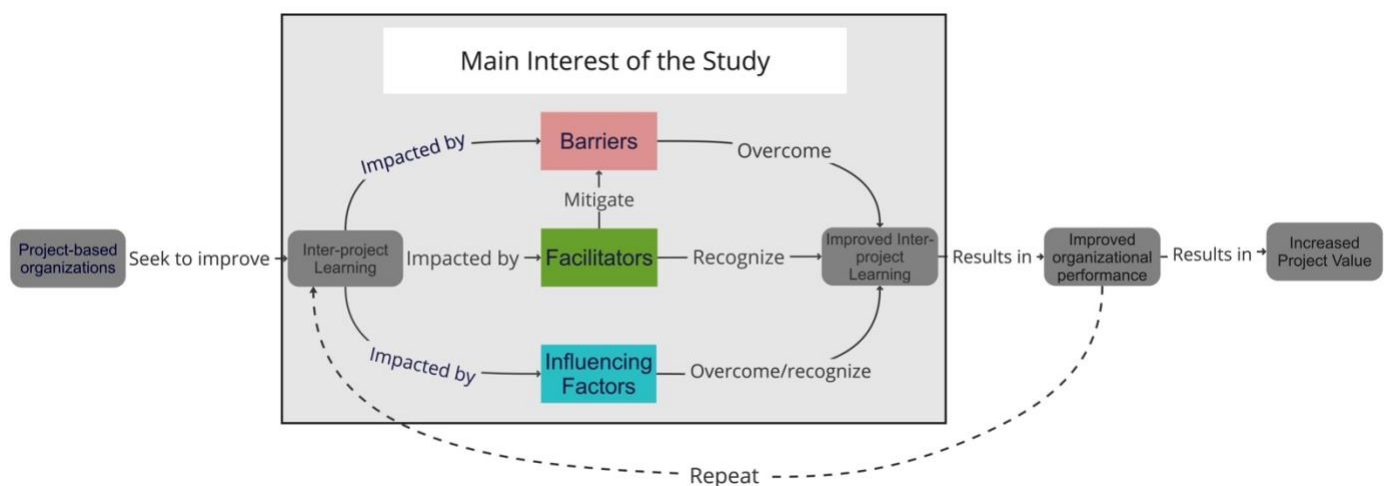 Main Interest of the Study
Impacted by
Barriers
Overcome
Mitigate
Project-based
organizations
Seek to improve
Inter-project
Learning
Impacted by
Facilitators
Recognize
Improved Inter-
project
Learning
Results in
Improved
organizational
performance
Results in
Increased
Project Value
Impacted by
Influencing
Factors
Overcome/recognize
Repeat